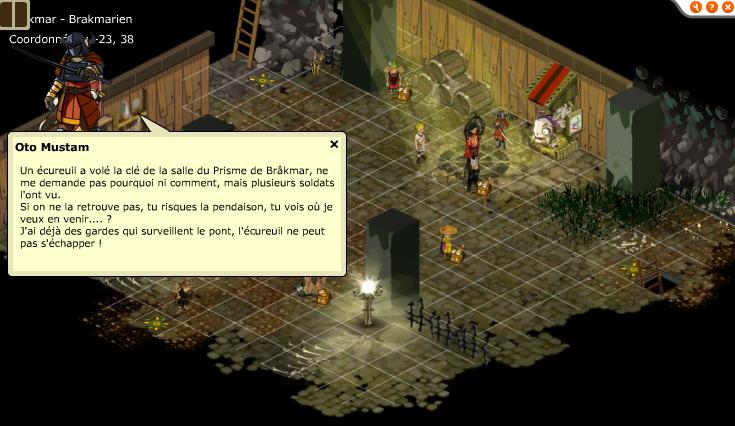 kmar - Brakmarien
Coordonné -23, 38
Oto Mustam
Un écureuil a volé la clé de la salle du Prisme de Brâkmar, ne
me demande pas pourquoi ni comment, mais plusieurs soldats
l'ont vu.
Si on ne la retrouve pas, tu risques la pendaison, tu vois où je
veux en venir.... ?
J'ai déjà des gardes qui surveillent le pont, l'écureuil ne peut
pas s'échapper !